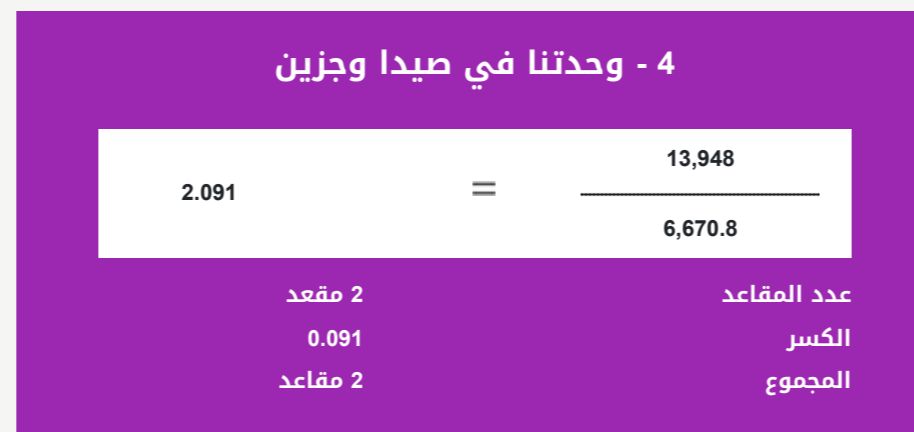 4 - وحدتنا في صيدا وجزين
13,948
2.091 =
6,670.8
عدد المقاعد 2 مقعد
الكسر 0.091
المجموع 2 مقاعد